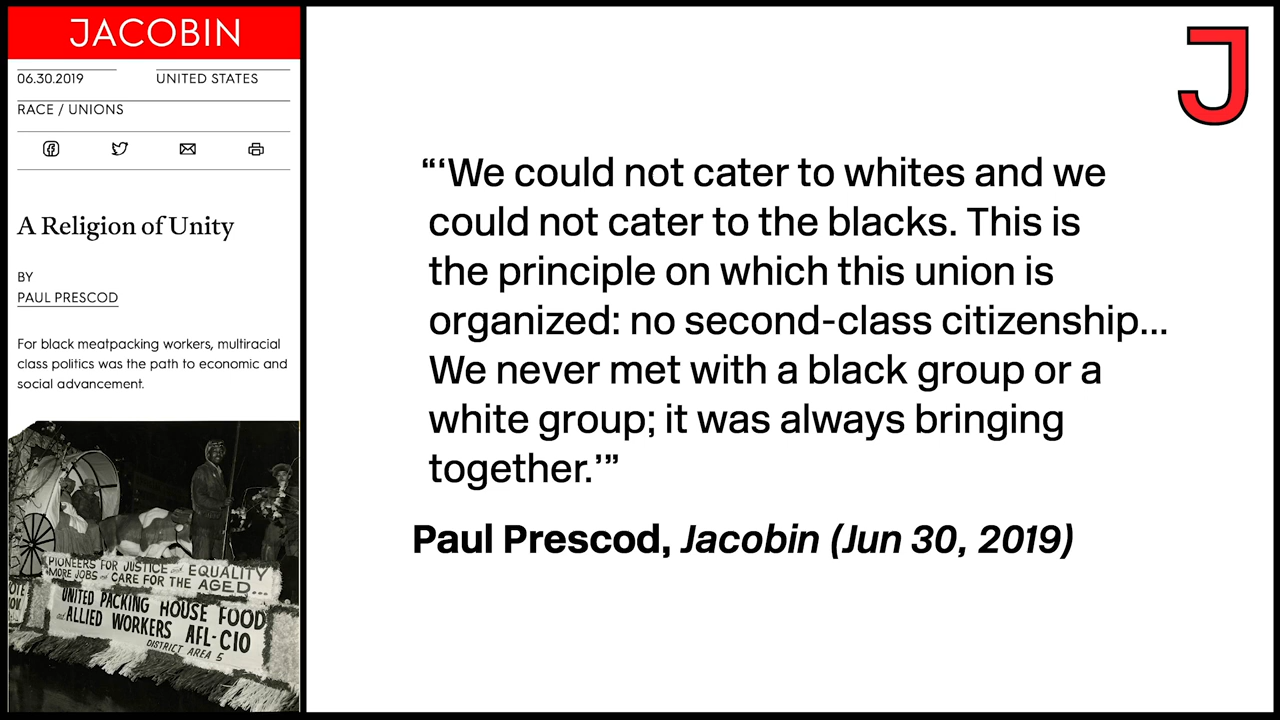 JACOBIN
06.30.2019 UNITED STATES
RACE / UNIONS
A Religion of Unity
BY
PAUL PRESCOD
For black meatpacking workers, multiracial
class politics was the path to economic and
social advancement.
PIONEERS FOR JUSTICE and EQUALITY
MORE JOBS and CARE FOR THE AGED...
UNITED PACKING HOUSE FOOD
and ALLIED WORKERS AFL-CIO
DISTRICT AREA 5
J
“‘We could not cater to whites and we
could not cater to the blacks. This is
the principle on which this union is
organized: no second-class citizenship...
We never met with a black group or a
white group; it was always bringing
together.’”
Paul Prescod, Jacobin (Jun 30, 2019)